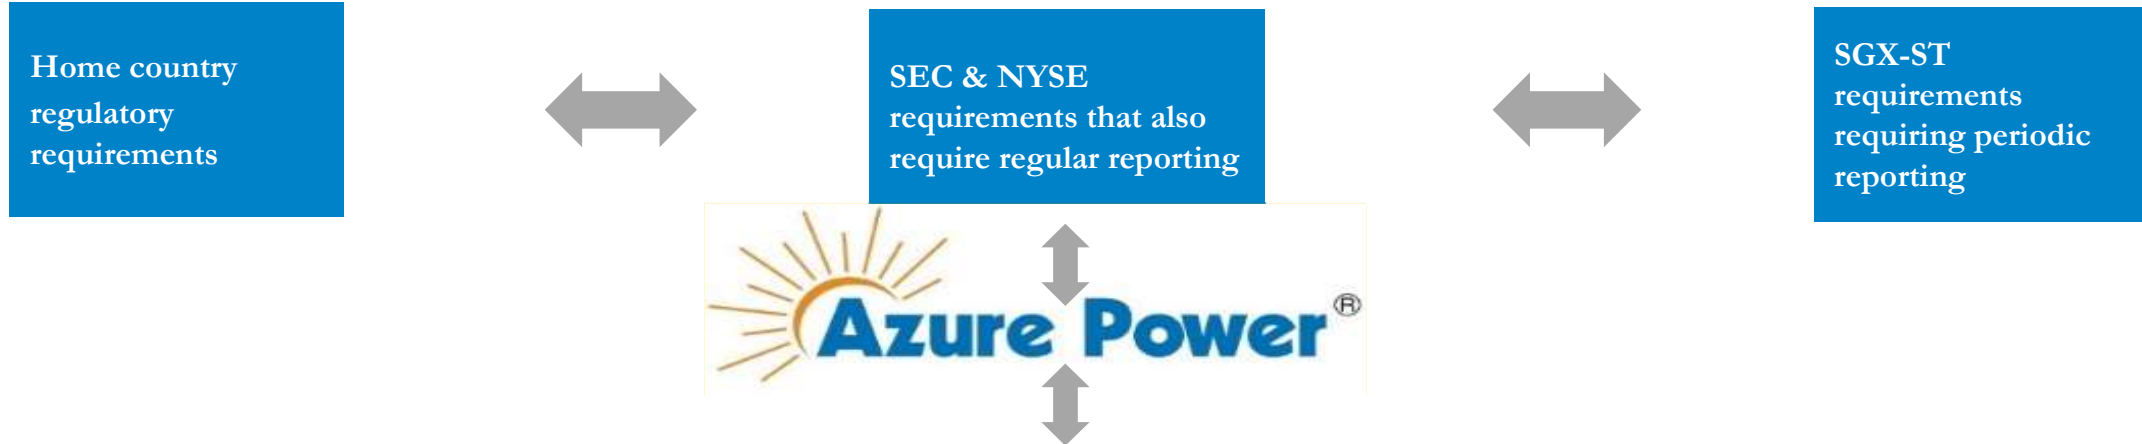 Home country
regulatory
requirements
SEC & NYSE
requirements that also
require regular reporting
SGX-ST
requirements
requiring periodic
reporting
Azure Power®